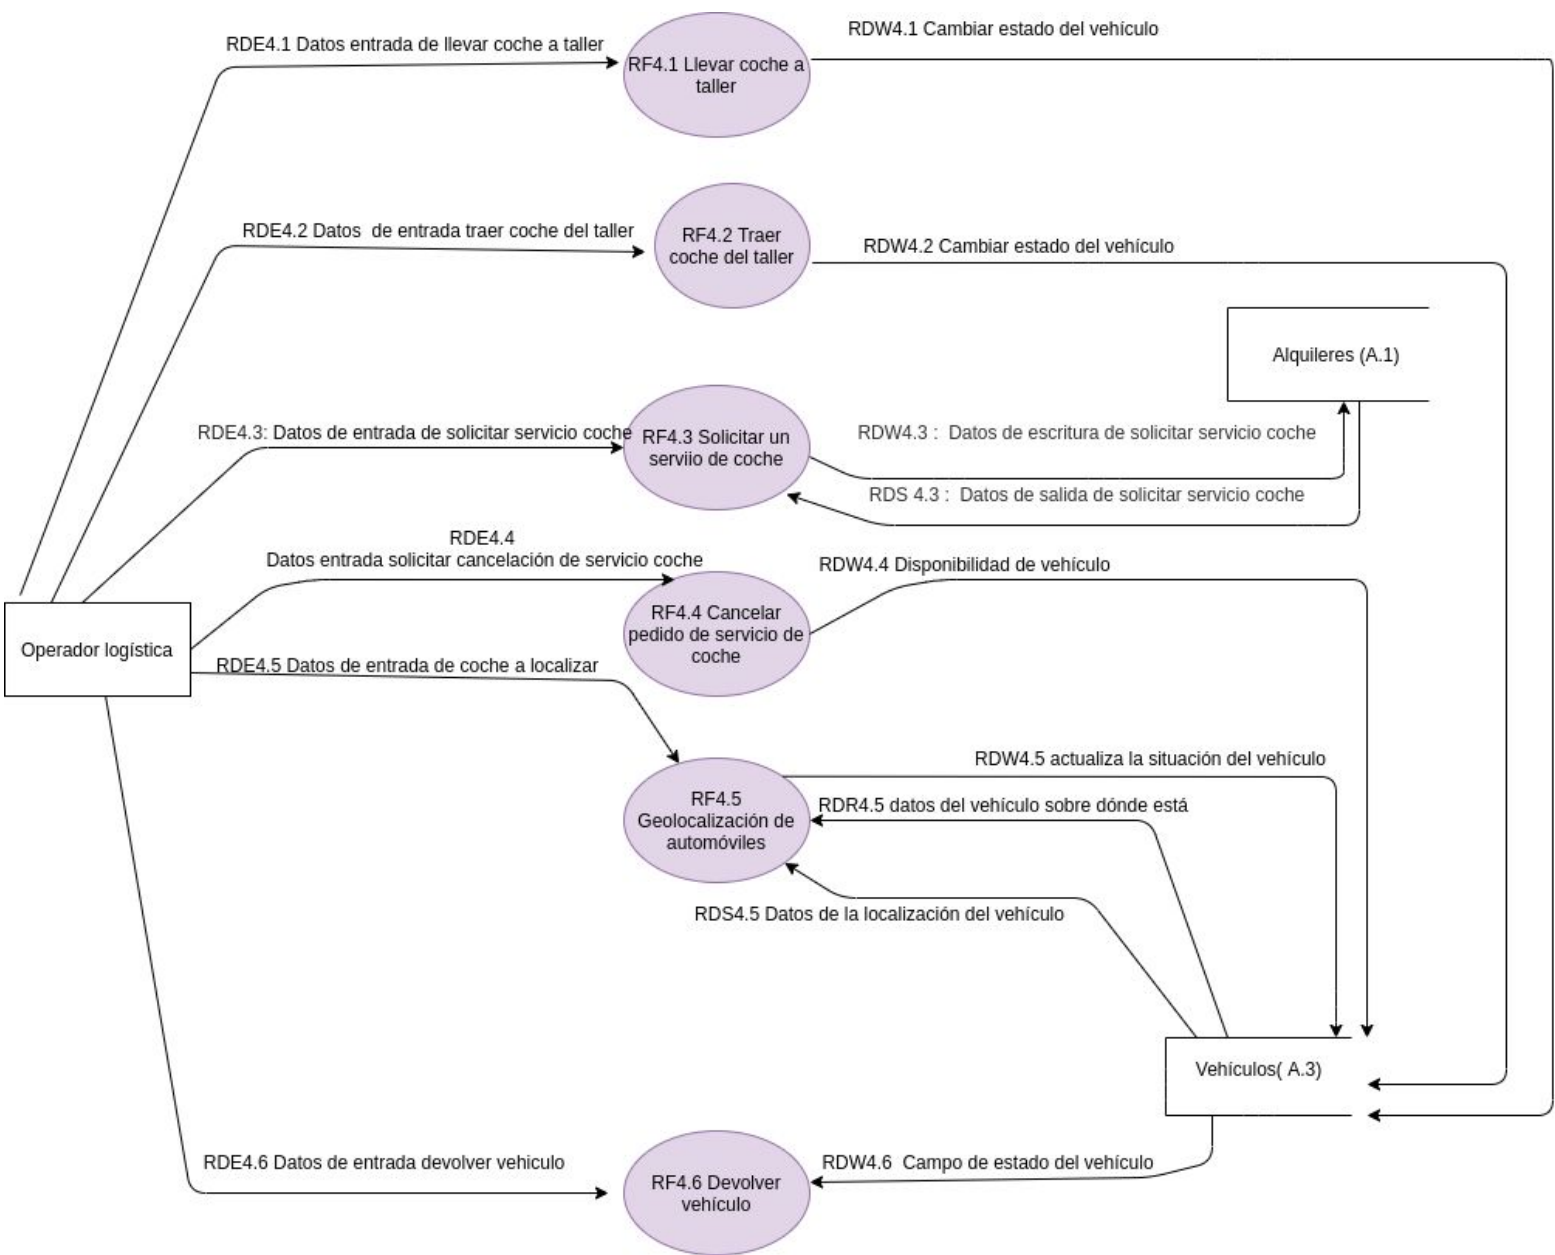 RDW4.1 Cambiar estado del vehículo
RDE4.1 Datos entrada de llevar coche a taller
RF4.1 Llevar coche a
taller
RDE4.2 Datos  de entrada traer coche del taller
RF4.2 Traer
coche del taller
RDW4.2 Cambiar estado del vehículo
Alquileres (A.1)
RDE4.3: Datos de entrada de solicitar servicio coche
RF4.3 Solicitar un
serviio de coche
RDW4.3 :  Datos de escritura de solicitar servicio coche
RDS 4.3 :  Datos de salida de solicitar servicio coche
RDE4.4
Datos entrada solicitar cancelación de servicio coche
RDW4.4 Disponibilidad de vehículo
RF4.4 Cancelar
pedido de servicio de
coche
Operador logística
RDE4.5 Datos de entrada de coche a localizar
RDW4.5 actualiza la situación del vehículo
RF4.5
Geolocalización de
automóviles
RDR4.5 datos del vehículo sobre dónde está
RDS4.5 Datos de la localización del vehículo
Vehículos( A.3)
RDE4.6 Datos de entrada devolver vehiculo
RF4.6 Devolver
vehículo
RDW4.6  Campo de estado del vehículo